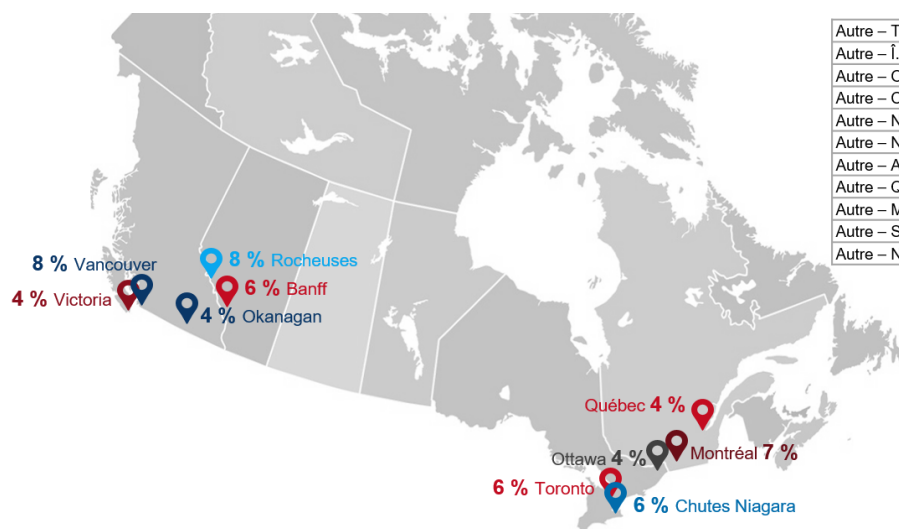 Autre – T
Autre – Î.
Autre – C
Autre – C
Autre – N
Autre – N
Autre – A
Autre – Q
Autre – M
Autre – S
Autre – N
8 % Vancouver
8 % Rocheuses
4 % Victoria
6 % Banff
4 % Okanagan
Québec 4 %
Ottawa 4 %
Montréal 7 %
6 % Toronto
6 % Chutes Niagara